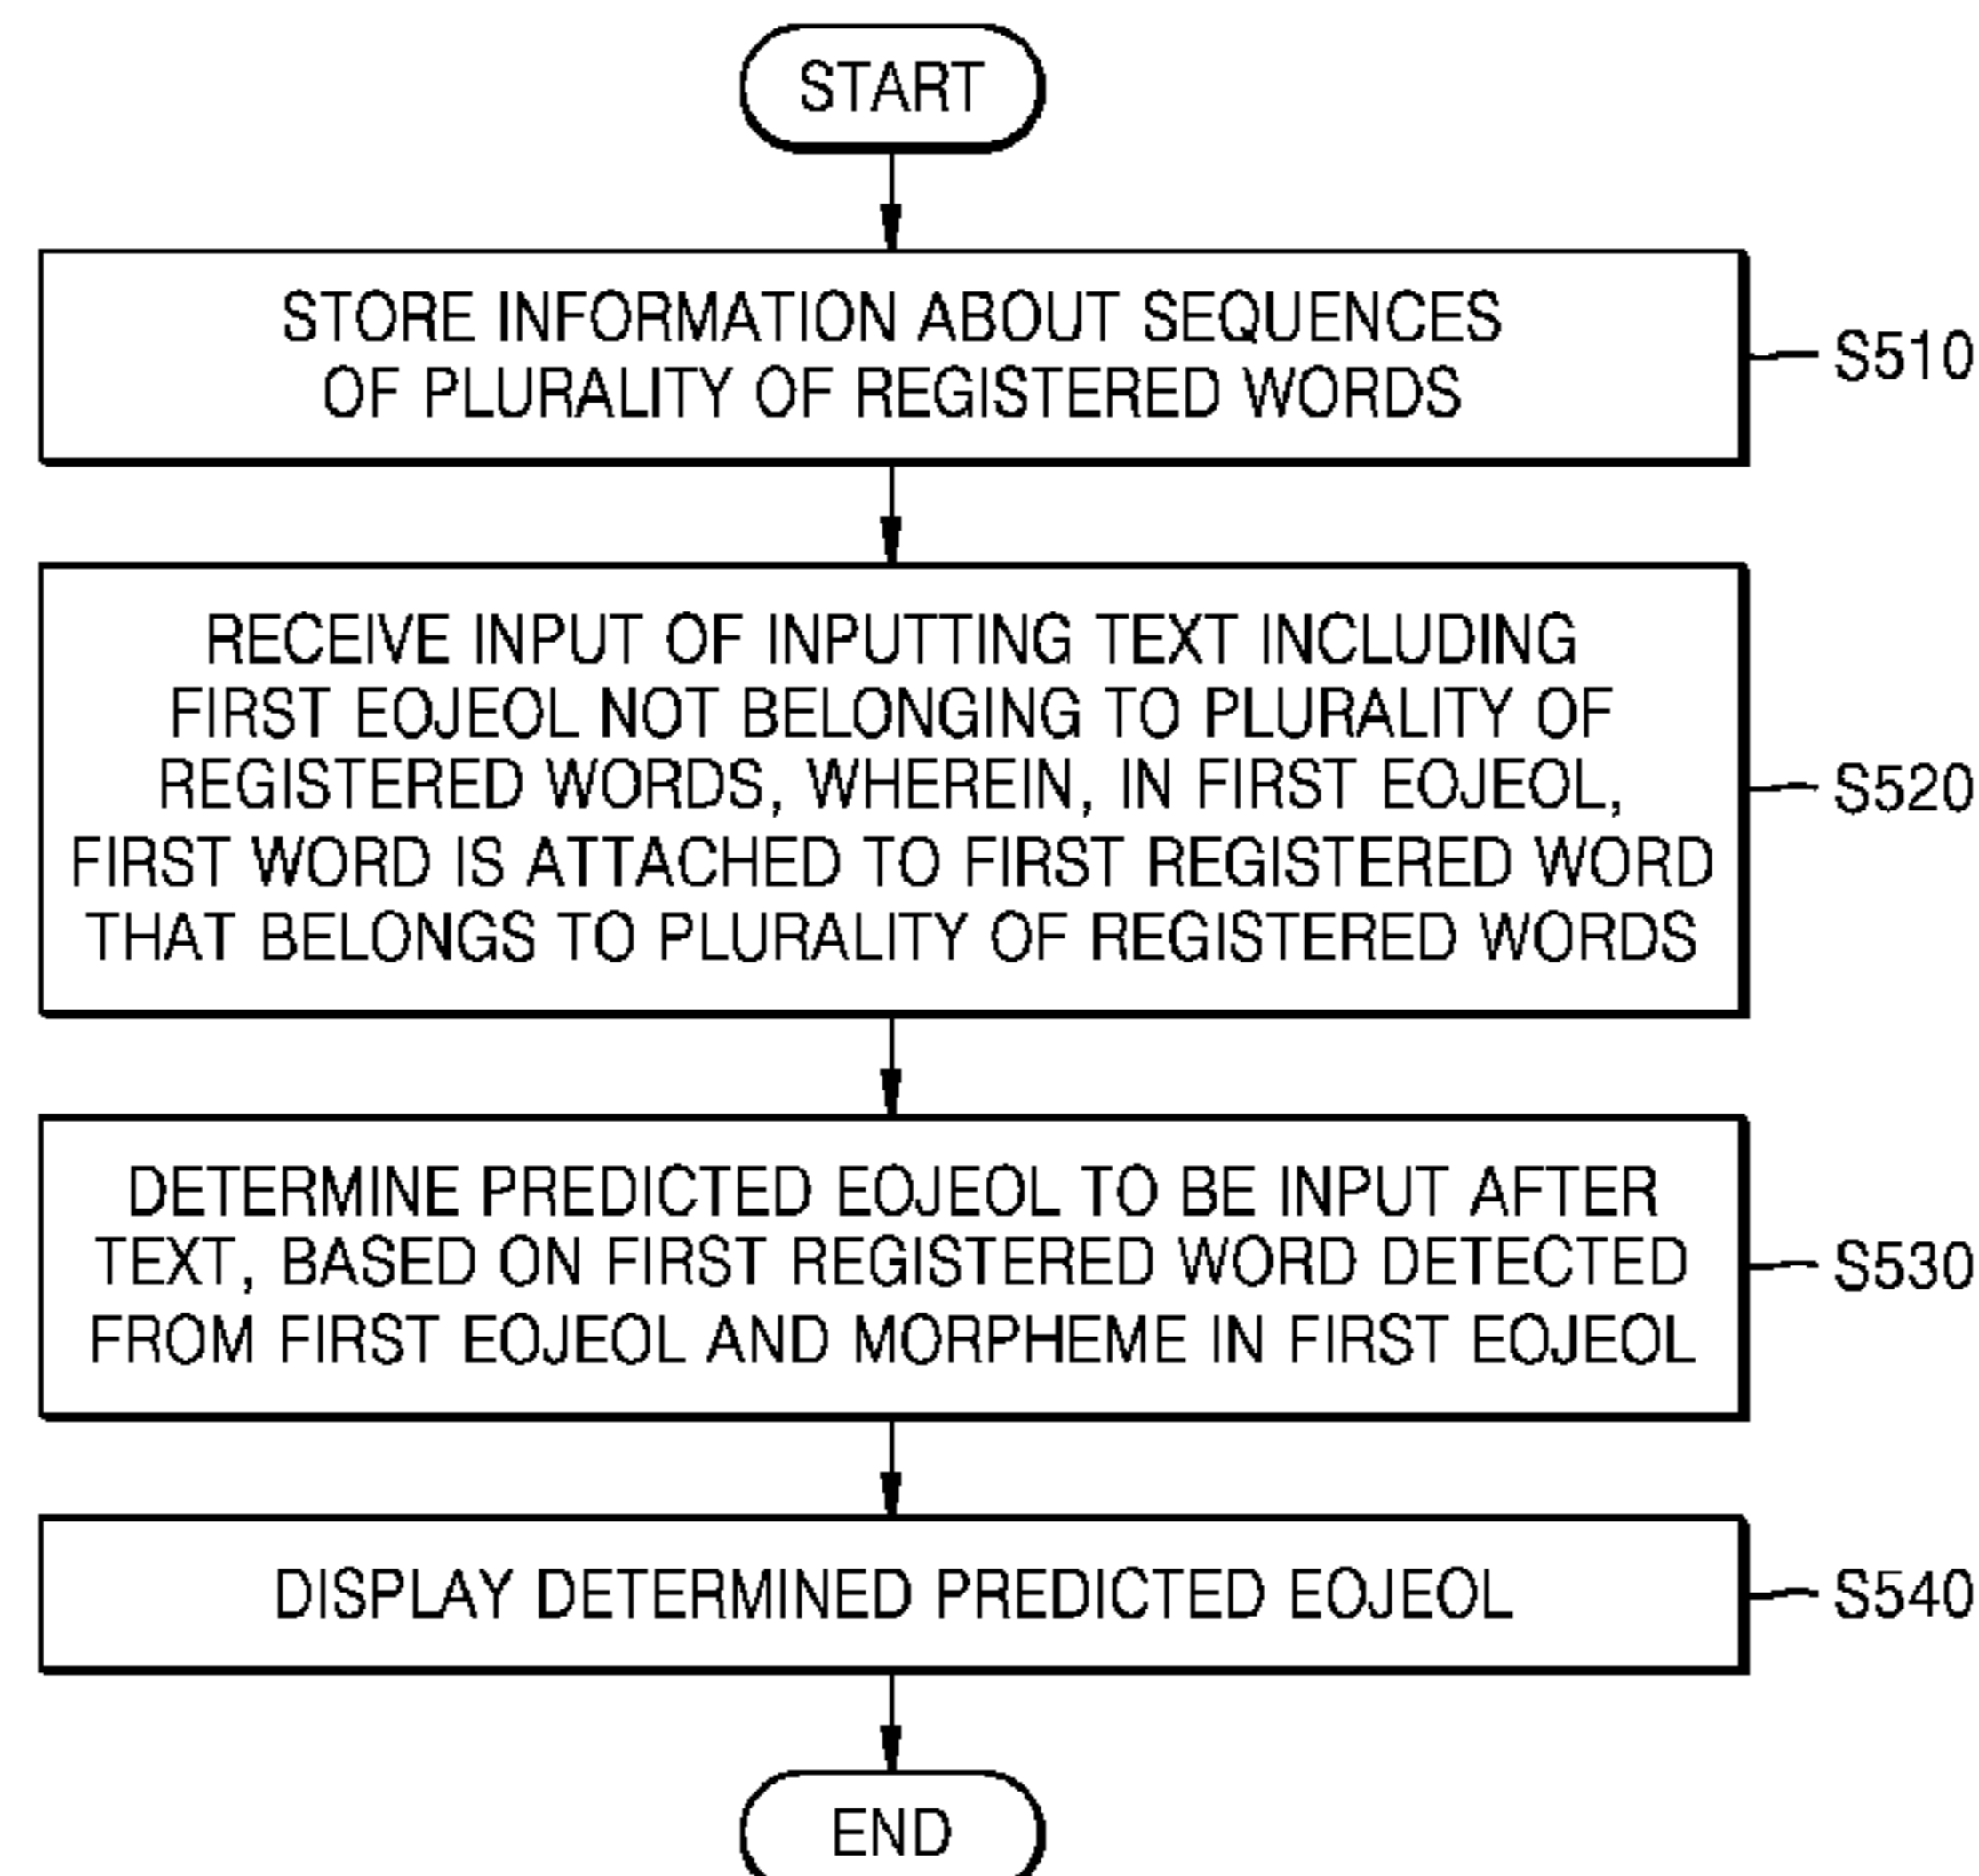 START
STORE INFORMATION ABOUT SEQUENCES
OF PLURALITY OF REGISTERED WORDS
S510
RECEIVE INPUT OF INPUTTING TEXT INCLUDING
FIRST EOJEOL NOT BELONGING TO PLURALITY OF
REGISTERED WORDS, WHEREIN, IN FIRST EOJEOL,
FIRST WORD IS ATTACHED TO FIRST REGISTERED WORD
THAT BELONGS TO PLURALITY OF REGISTERED WORDS
S520
DETERMINE PREDICTED EOJEOL TO BE INPUT AFTER
TEXT, BASED ON FIRST REGISTERED WORD DETECTED
FROM FIRST EOJEOL AND MORPHEME IN FIRST EOJEOL
S530
DISPLAY DETERMINED PREDICTED EOJEOL
S540
END